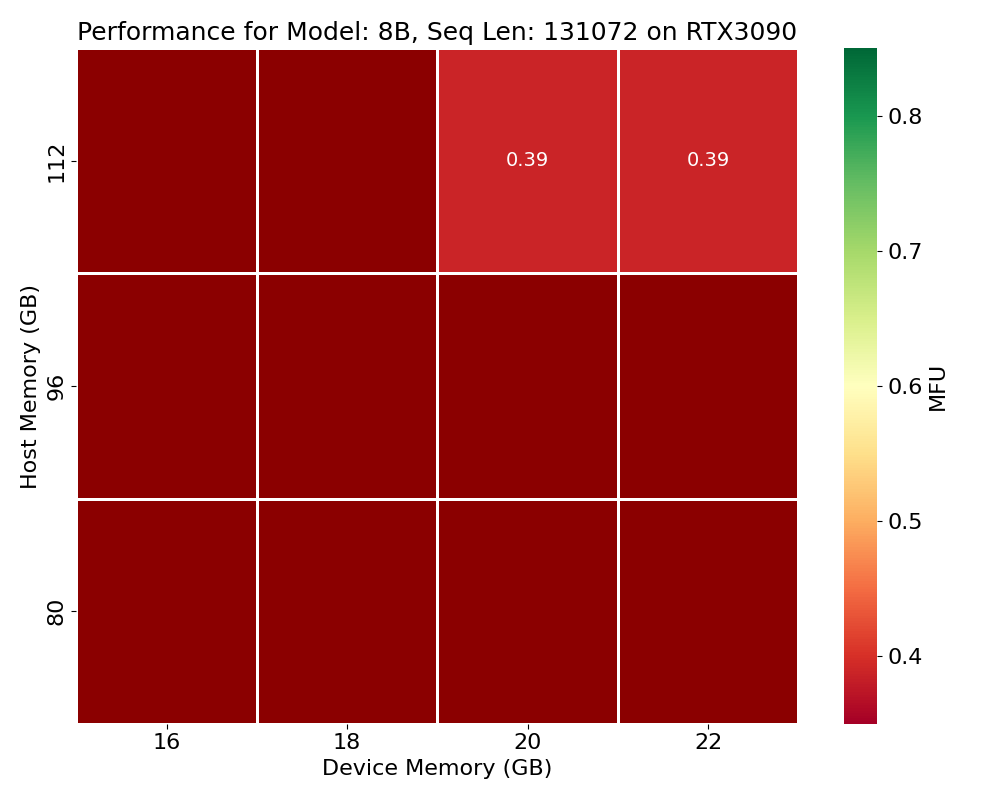 Performance for Model: 8B, Seq Len: 131072 on RTX3090
Host Memory (GB)
112
96
80
0.39 0.39
16 18 20 22
Device Memory (GB)
0.8
0.7
0.6
0.5
0.4
MFU